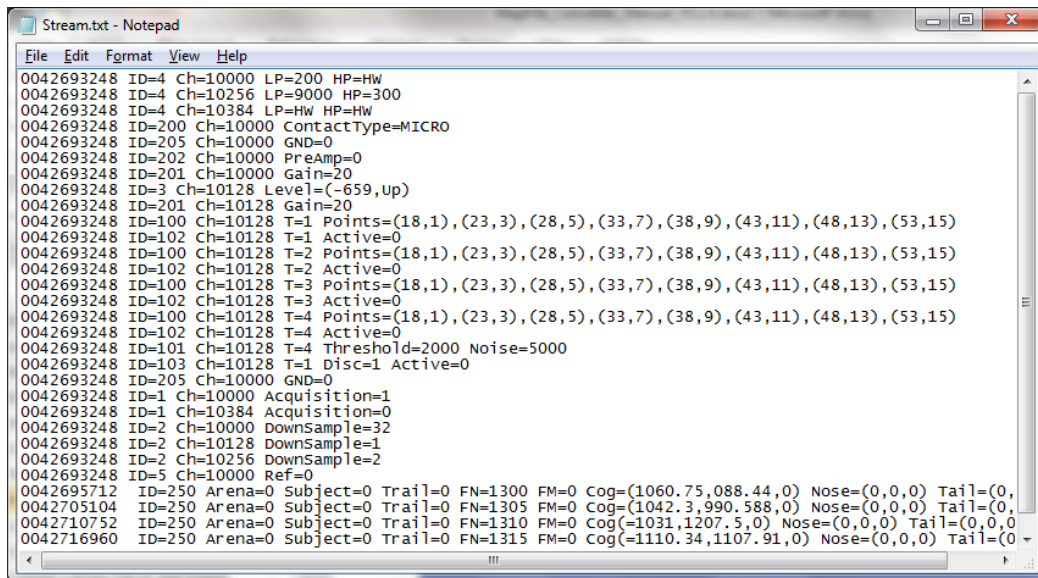 Stream.txt - Notepad
File Edit Format View Help
0042693248 ID=4 Ch=10000 LP=200 HP=HW
0042693248 ID=4 Ch=10256 LP=9000 HP=300
0042693248 ID=4 Ch=10384 LP=HW HP=HW
0042693248 ID=200 Ch=10000 ContactType=MICRO
0042693248 ID=205 Ch=10000 GND=0
0042693248 ID=202 Ch=10000 PreAmp=0
0042693248 ID=201 Ch=10000 Gain=20
0042693248 ID=3 Ch=10128 Level=(-659,Up)
0042693248 ID=201 Ch=10128 Gain=20
0042693248 ID=100 Ch=10128 T=1 Points=(18,1),(23,3),(28,5),(33,7),(38,9),(43,11),(48,13),(53,15)
0042693248 ID=102 Ch=10128 T=1 Active=0
0042693248 ID=100 Ch=10128 T=2 Points=(18,1),(23,3),(28,5),(33,7),(38,9),(43,11),(48,13),(53,15)
0042693248 ID=102 Ch=10128 T=2 Active=0
0042693248 ID=100 Ch=10128 T=3 Points=(18,1),(23,3),(28,5),(33,7),(38,9),(43,11),(48,13),(53,15)
0042693248 ID=102 Ch=10128 T=3 Active=0
0042693248 ID=100 Ch=10128 T=4 Points=(18,1),(23,3),(28,5),(33,7),(38,9),(43,11),(48,13),(53,15)
0042693248 ID=102 Ch=10128 T=4 Active=0
0042693248 ID=101 Ch=10128 T=4 Threshold=2000 Noise=5000
0042693248 ID=103 Ch=10128 T=1 Disc=1 Active=0
0042693248 ID=205 Ch=10000 GND=0
0042693248 ID=1 Ch=10000 Acquisition=1
0042693248 ID=1 Ch=10384 Acquisition=0
0042693248 ID=2 Ch=10000 DownSample=32
0042693248 ID=2 Ch=10128 DownSample=1
0042693248 ID=2 Ch=10256 DownSample=2
0042693248 ID=5 Ch=10000 Ref=0
0042695712  ID=250 Arena=0 Subject=0 Trail=0 FN=1300 FM=0 Cog=(1060.75,088.44,0) Nose=(0,0,0) Tail=(0,
0042705104  ID=250 Arena=0 Subject=0 Trail=0 FN=1305 FM=0 Cog=(1042.3,990.588,0) Nose=(0,0,0) Tail=(0,
0042710752  ID=250 Arena=0 Subject=0 Trail=0 FN=1310 FM=0 Cog(=1031,1207.5,0) Nose=(0,0,0) Tail=(0,0,0
0042716960  ID=250 Arena=0 Subject=0 Trail=0 FN=1315 FM=0 Cog(=1110.34,1107.91,0) Nose=(0,0,0) Tail=(0